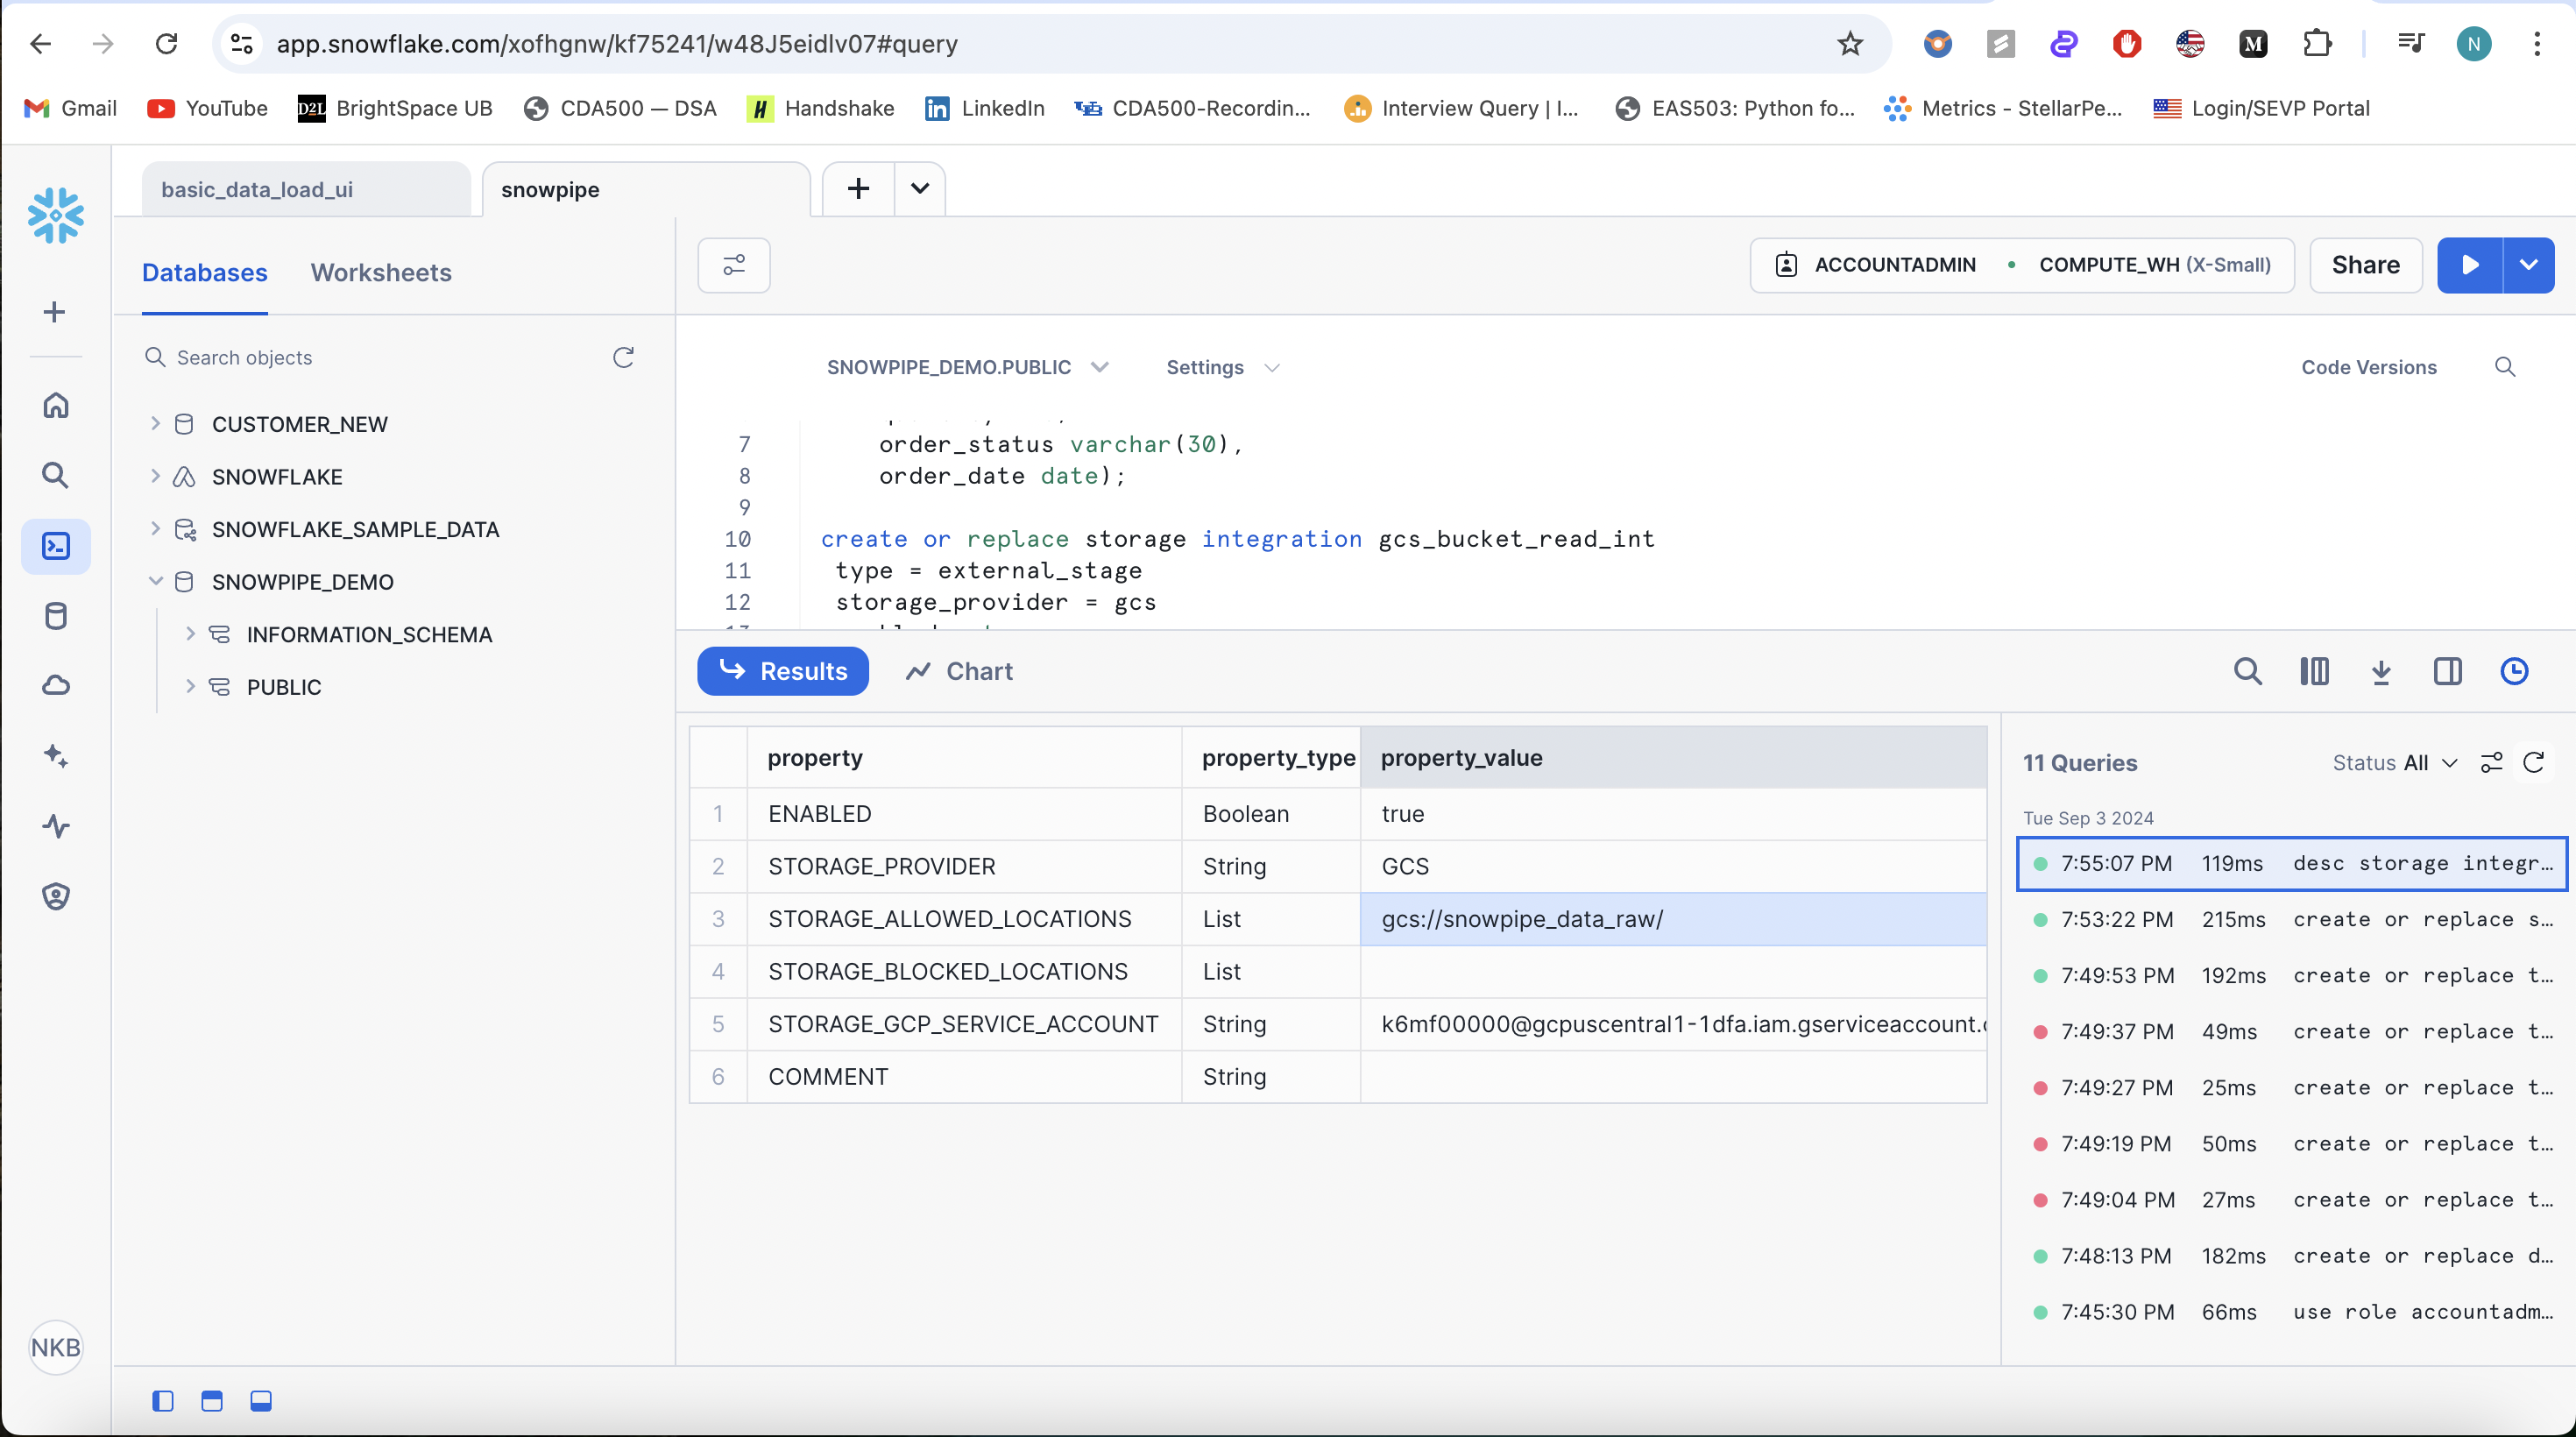 app.snowflake.com/xofhgnw/kf75241/w48J5eidlv07#query
M
N
Gmail
YouTube
D2L BrightSpace UB
CDA500 — DSA
H Handshake
in LinkedIn
UB CDA500-Recordin...
Interview Query | I...
EAS503: Python fo...
Metrics - StellarPe...
Login/SEVP Portal
basic_data_load_ui
snowpipe
Databases
Worksheets
ACCOUNTADMIN
COMPUTE_WH (X-Small)
Share
Search objects
CUSTOMER_NEW
SNOWFLAKE
SNOWFLAKE_SAMPLE_DATA
SNOWPIPE_DEMO
INFORMATION_SCHEMA
PUBLIC
SNOWPIPE_DEMO.PUBLIC
Settings
Code Versions
7 order_status varchar(30),
8 order_date date);
9
10 create or replace storage integration gcs_bucket_read_int
11 type = external_stage
12 storage_provider = gcs
Results
Chart
property property_type property_value
1 ENABLED Boolean true
2 STORAGE_PROVIDER String GCS
3 STORAGE_ALLOWED_LOCATIONS List gcs://snowpipe_data_raw/
4 STORAGE_BLOCKED_LOCATIONS List
5 STORAGE_GCP_SERVICE_ACCOUNT String k6mf00000@gcpuscentral1-1dfa.iam.gserviceaccount.
6 COMMENT String
11 Queries
Status All
Tue Sep 3 2024
7:55:07 PM 119ms desc storage integr...
7:53:22 PM 215ms create or replace s...
7:49:53 PM 192ms create or replace t...
7:49:37 PM 49ms create or replace t...
7:49:27 PM 25ms create or replace t...
7:49:19 PM 50ms create or replace t...
7:49:04 PM 27ms create or replace t...
7:48:13 PM 182ms create or replace d...
7:45:30 PM 66ms use role accountadm...
NKB